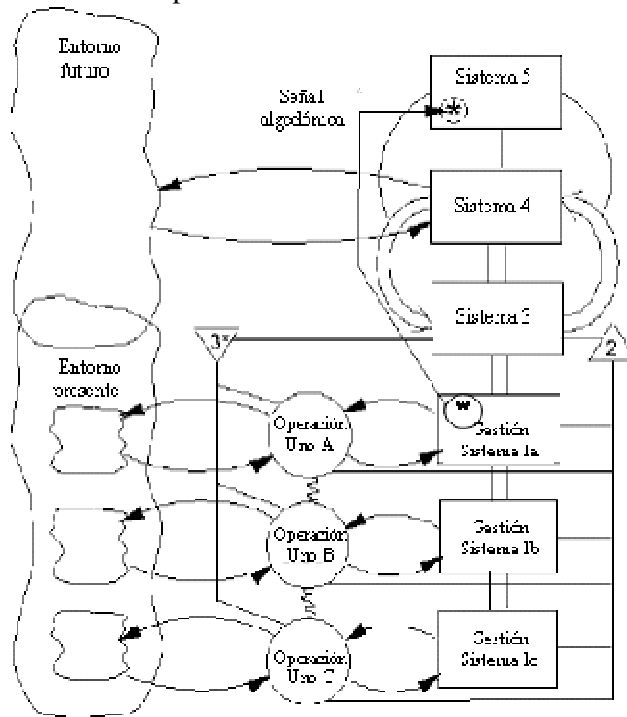 Entorno
futuro
Sistema 5
*
Señal
algedónica
Sistema 4
Sistema 3
3*
2
Entorno
presente
*
Operación
Uno A
Gestión
Sistema 1a
Operación
Uno B
Gestión
Sistema 1b
Operación
Uno C
Gestión
Sistema 1c